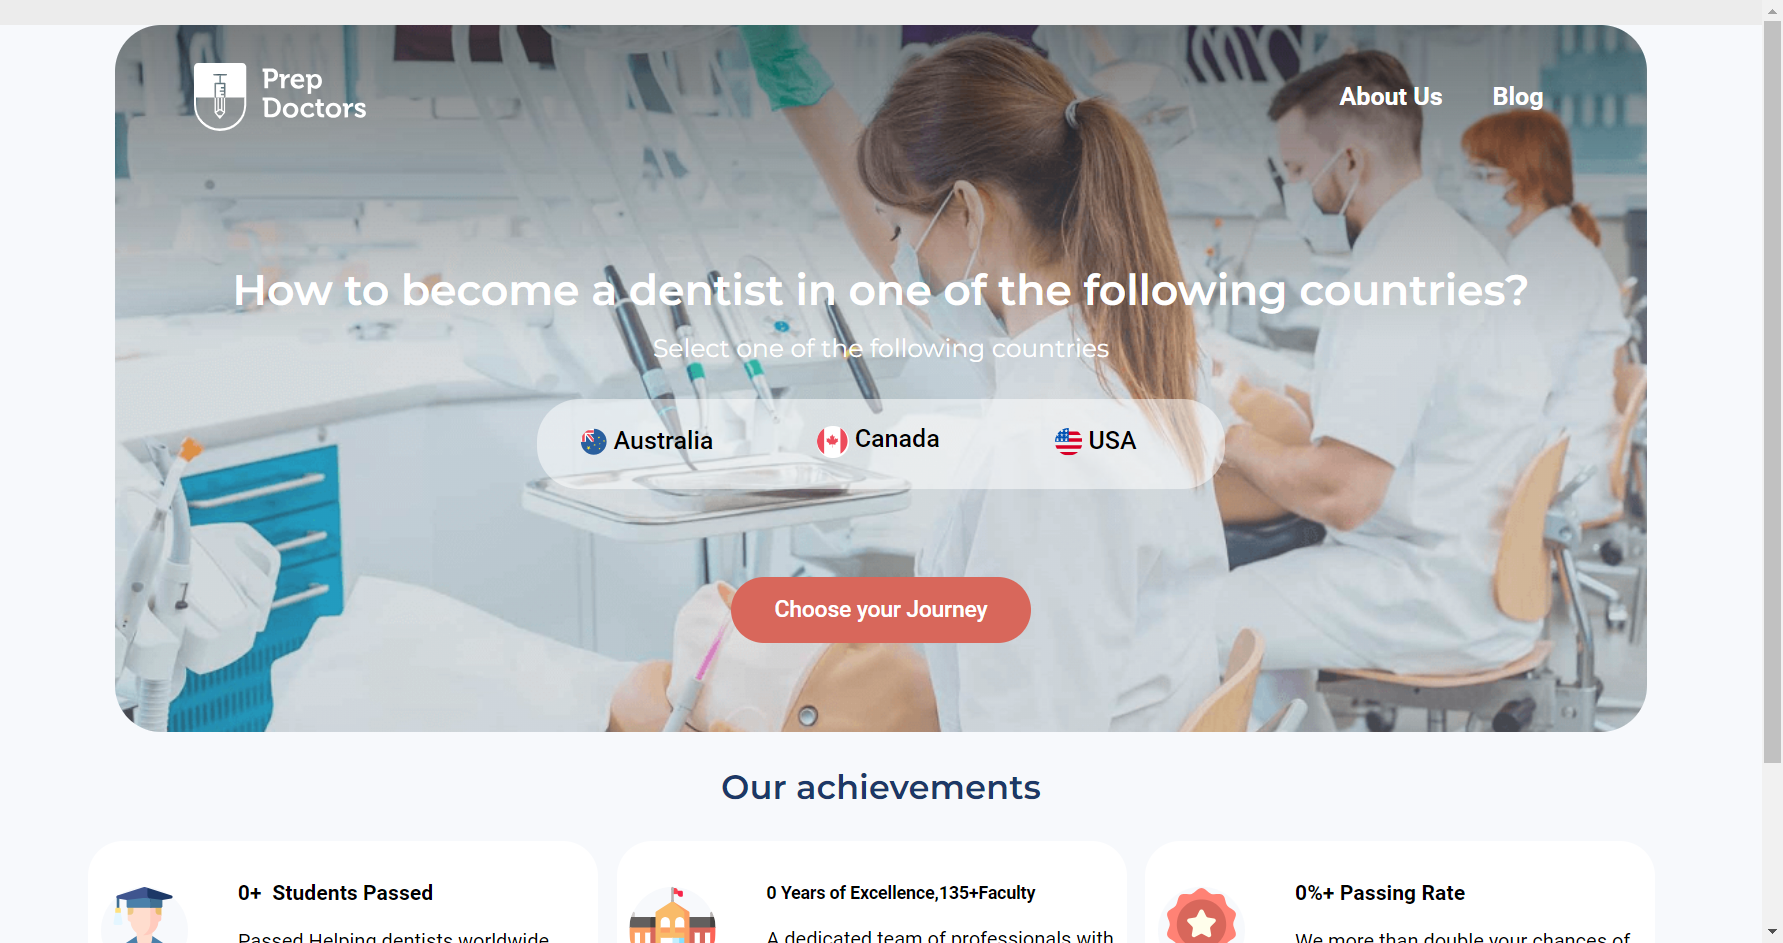 Prep
Doctors
About Us
Blog
How to become a dentist in one of the following countries?
Select one of the following countries
Australia
Canada
USA
Choose your Journey
Our achievements
0+ Students Passed
Passed Helping dentists worldwide
0 Years of Excellence,135+Faculty
A dedicated team of professionals with
0%+ Passing Rate
We more than double your chances of